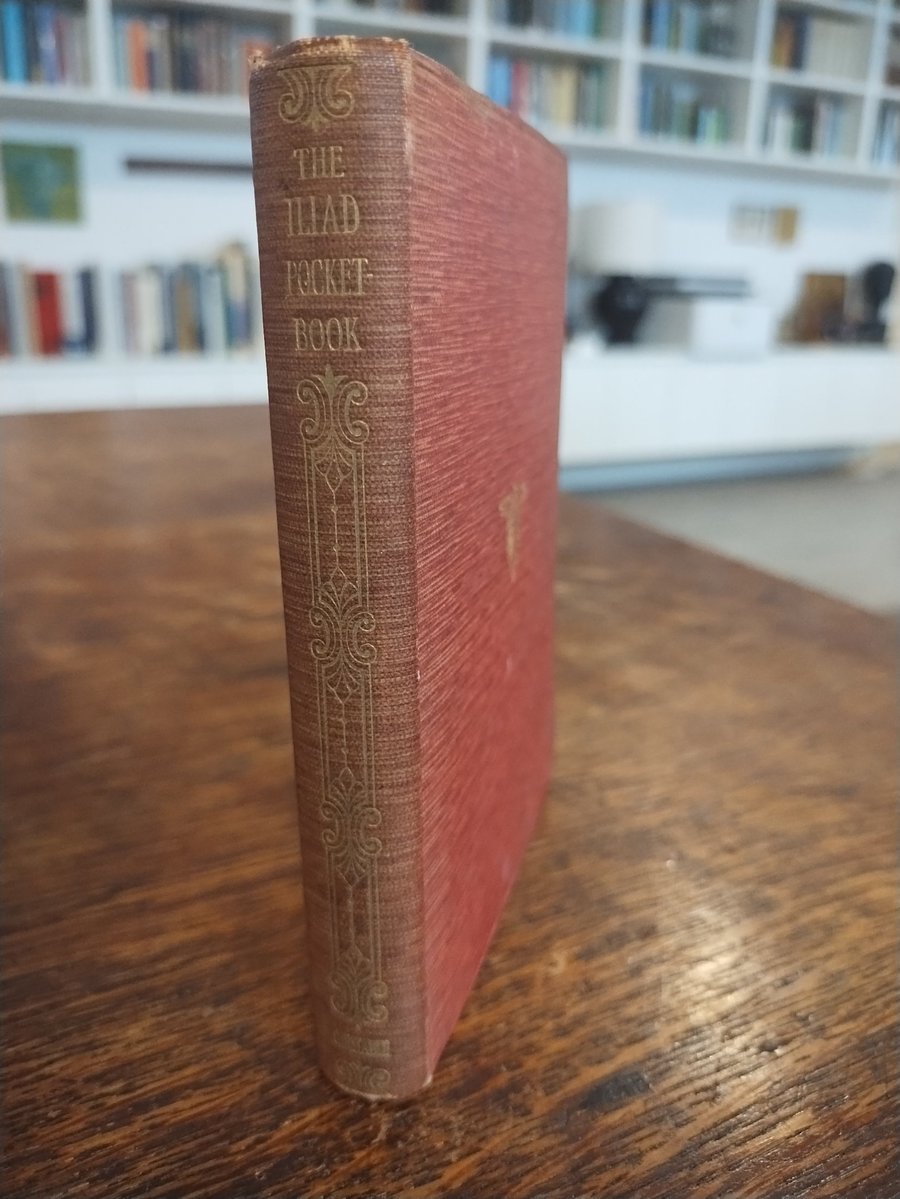 THE
ILIAD
POCKET-
BOOK